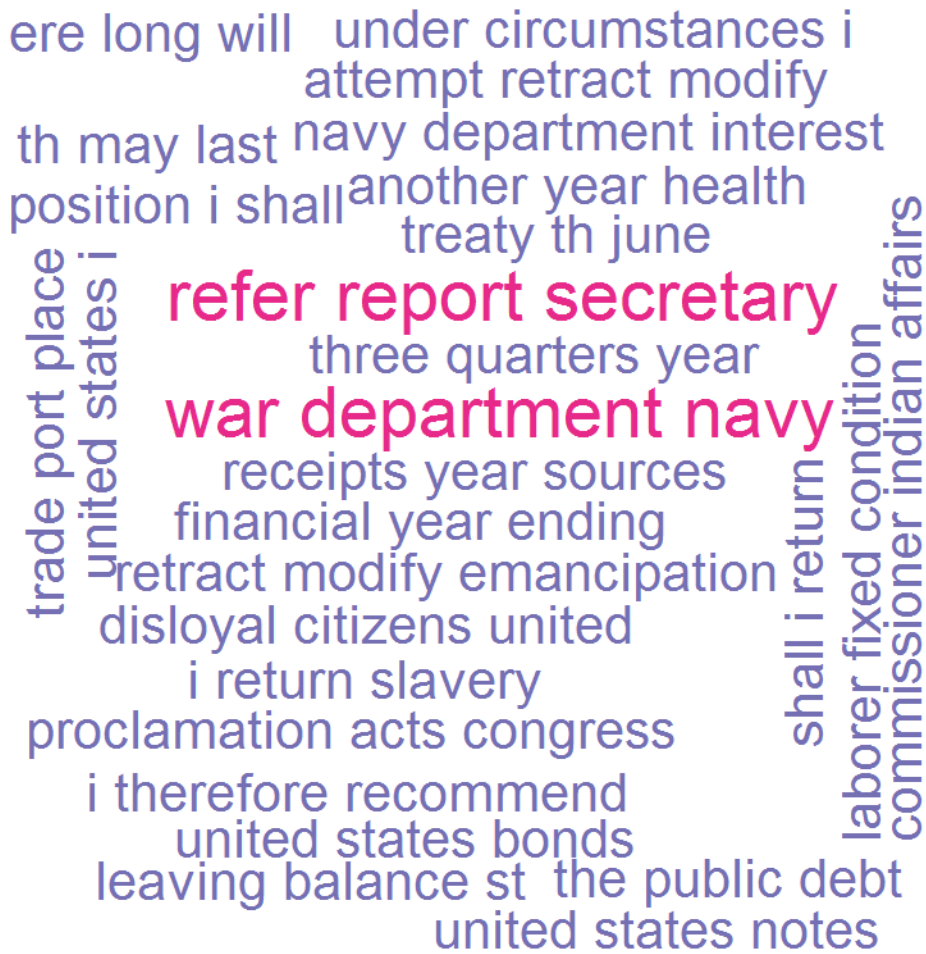 ere long will
under circumstances i
attempt retract modify
th may last
navy department interest
position i shall
another year health
treaty th june
trade port place
united states i
refer report secretary
three quarters year
war department navy
receipts year sources
financial year ending
retract modify emancipation
disloyal citizens united
i return slavery
proclamation acts congress
shall i return
laborer fixed condition
commissioner indian affairs
i therefore recommend
united states bonds
leaving balance st
the public debt
united states notes